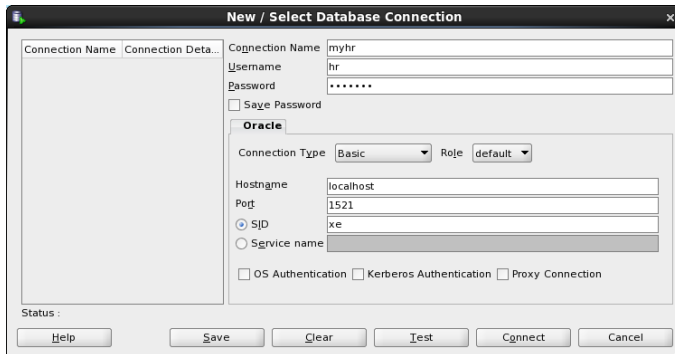 New / Select Database Connection
Connection Name Connection Deta...
Connection Name myhr
Username hr
Password •••••••
Save Password
Oracle
Connection Type Basic Role default
Hostname localhost
Port 1521
SID xe
Service name
OS Authentication Kerberos Authentication Proxy Connection
Status :
Help Save Clear Test Connect Cancel